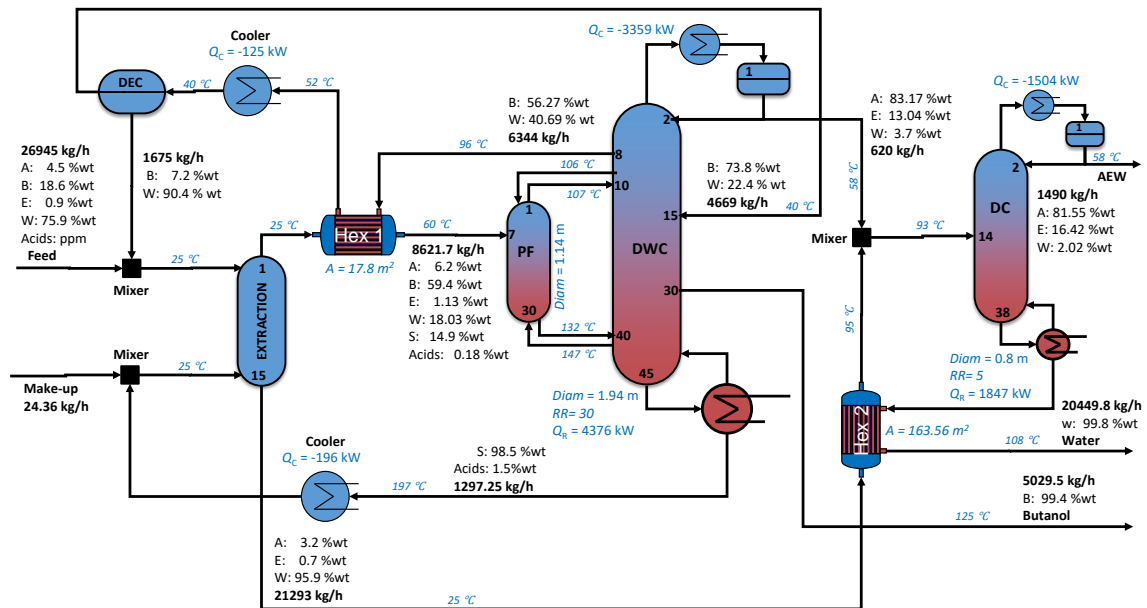 Q_C = -3359 kW
Cooler
Q_C = -125 kW
DEC
40 °C
52 °C
1
2
Q_C = -1504 kW
A: 83.17 %wt
E: 13.04 %wt
W: 3.7 %wt
620 kg/h
1
58 °C
AEW
2
B: 56.27 %wt
W: 40.69 % wt
6344 kg/h
26945 kg/h
A: 4.5 %wt
B: 18.6 %wt
E: 0.9 %wt
W: 75.9 %wt
Acids: ppm
Feed
1675 kg/h
B: 7.2 %wt
W: 90.4 % wt
96 °C
8
106 °C
107 °C
10
B: 73.8 %wt
W: 22.4 % wt
4669 kg/h
40 °C
15
58 °C
DC
1490 kg/h
A: 81.55 %wt
E: 16.42 %wt
W: 2.02 %wt
25 °C
Hex 1
60 °C
A = 17.8 m²
1
7
PF
30
Diam = 1.14 m
DWC
Mixer
93 °C
14
38
Mixer
25 °C
1
EXTRACTION
15
8621.7 kg/h
A: 6.2 %wt
B: 59.4 %wt
E: 1.13 %wt
W: 18.03 %wt
S: 14.9 %wt
Acids: 0.18 %wt
30
132 °C
40
147 °C
45
95 °C
Mixer
25 °C
Make-up
24.36 kg/h
Diam = 1.94 m
RR= 30
Q_R = 4376 kW
Diam = 0.8 m
RR= 5
Q_R = 1847 kW
Hex 2
A = 163.56 m²
20449.8 kg/h
w: 99.8 %wt
Water
108 °C
Cooler
Q_C = -196 kW
197 °C
S: 98.5 %wt
Acids: 1.5%wt
1297.25 kg/h
5029.5 kg/h
B: 99.4 %wt
Butanol
125 °C
A: 3.2 %wt
E: 0.7 %wt
W: 95.9 %wt
21293 kg/h
25 °C